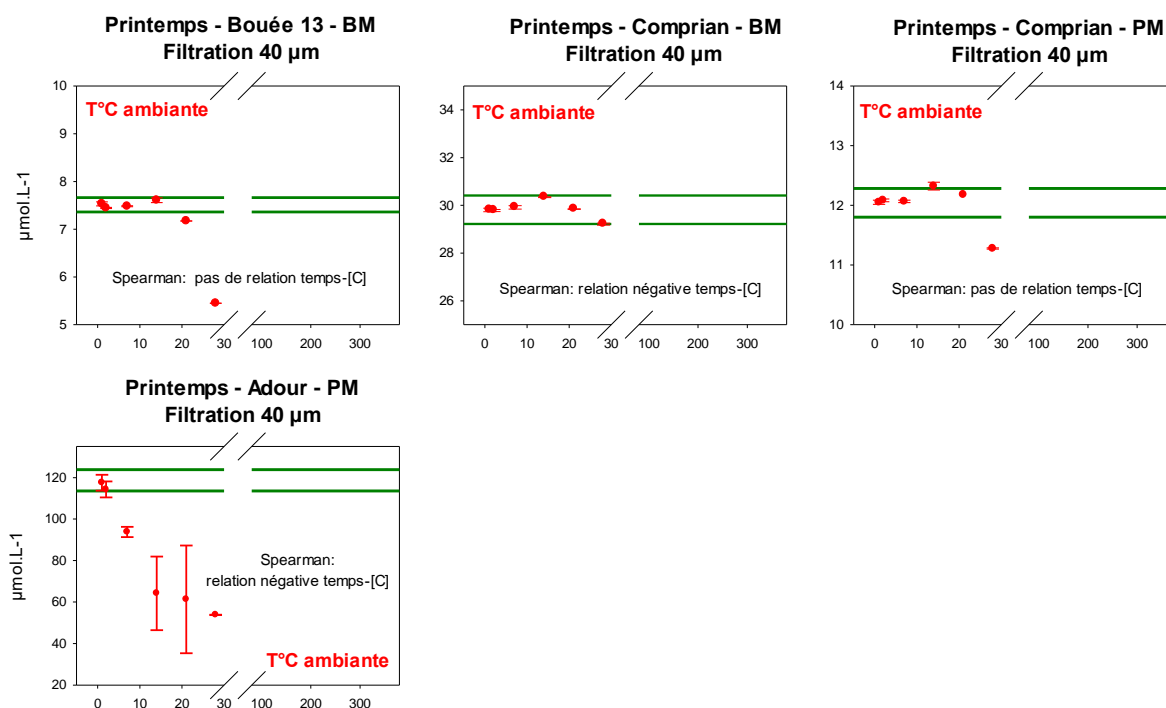 Printemps - Bouée 13 - BM
Filtration 40 µm
T°C ambiante
µmol.L-1
10
9
8
7
6
5
Spearman: pas de relation temps-[C]
0 10 20 30 100 200 300
Printemps - Comprian - BM
Filtration 40 µm
T°C ambiante
34
32
30
28
26
Spearman: relation négative temps-[C]
0 10 20 30 100 200 300
Printemps - Comprian - PM
Filtration 40 µm
T°C ambiante
14
13
12
11
10
Spearman: pas de relation temps-[C]
0 10 20 30 100 200 300
Printemps - Adour - PM
Filtration 40 µm
µmol.L-1
120
100
80
60
40
20
Spearman:
relation négative temps-[C]
T°C ambiante
0 10 20 30 100 200 300